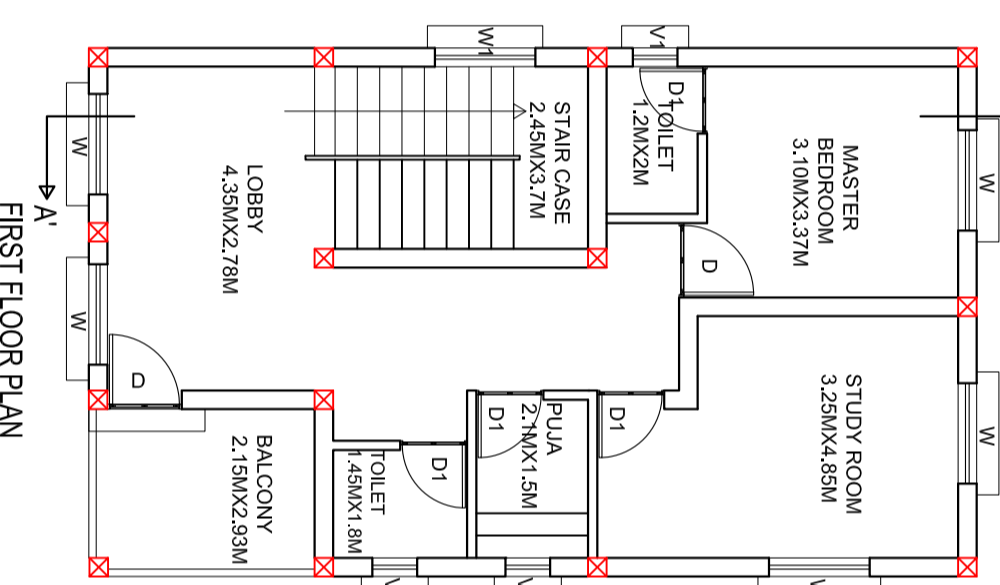 MASTER
BEDROOM
3.10MX3.37M
W
D
V1
D1
TOILET
1.2MX2M
W1
STAIR CASE
2.45MX3.7M
LOBBY
4.35MX2.78M
W
W
A'
D
STUDY ROOM
3.25MX4.85M
W
D1
PUJA
2.1MX1.5M
D1
TOILET
1.45MX1.8M
D1
BALCONY
2.15MX2.93M
FIRST FLOOR PLAN